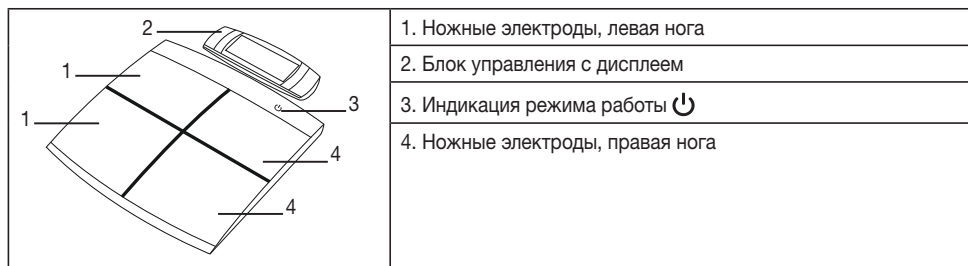 2
1
1
3
4
4
1. Ножные электроды, левая нога
2. Блок управления с дисплеем
3. Индикация режима работы ⏻
4. Ножные электроды, правая нога